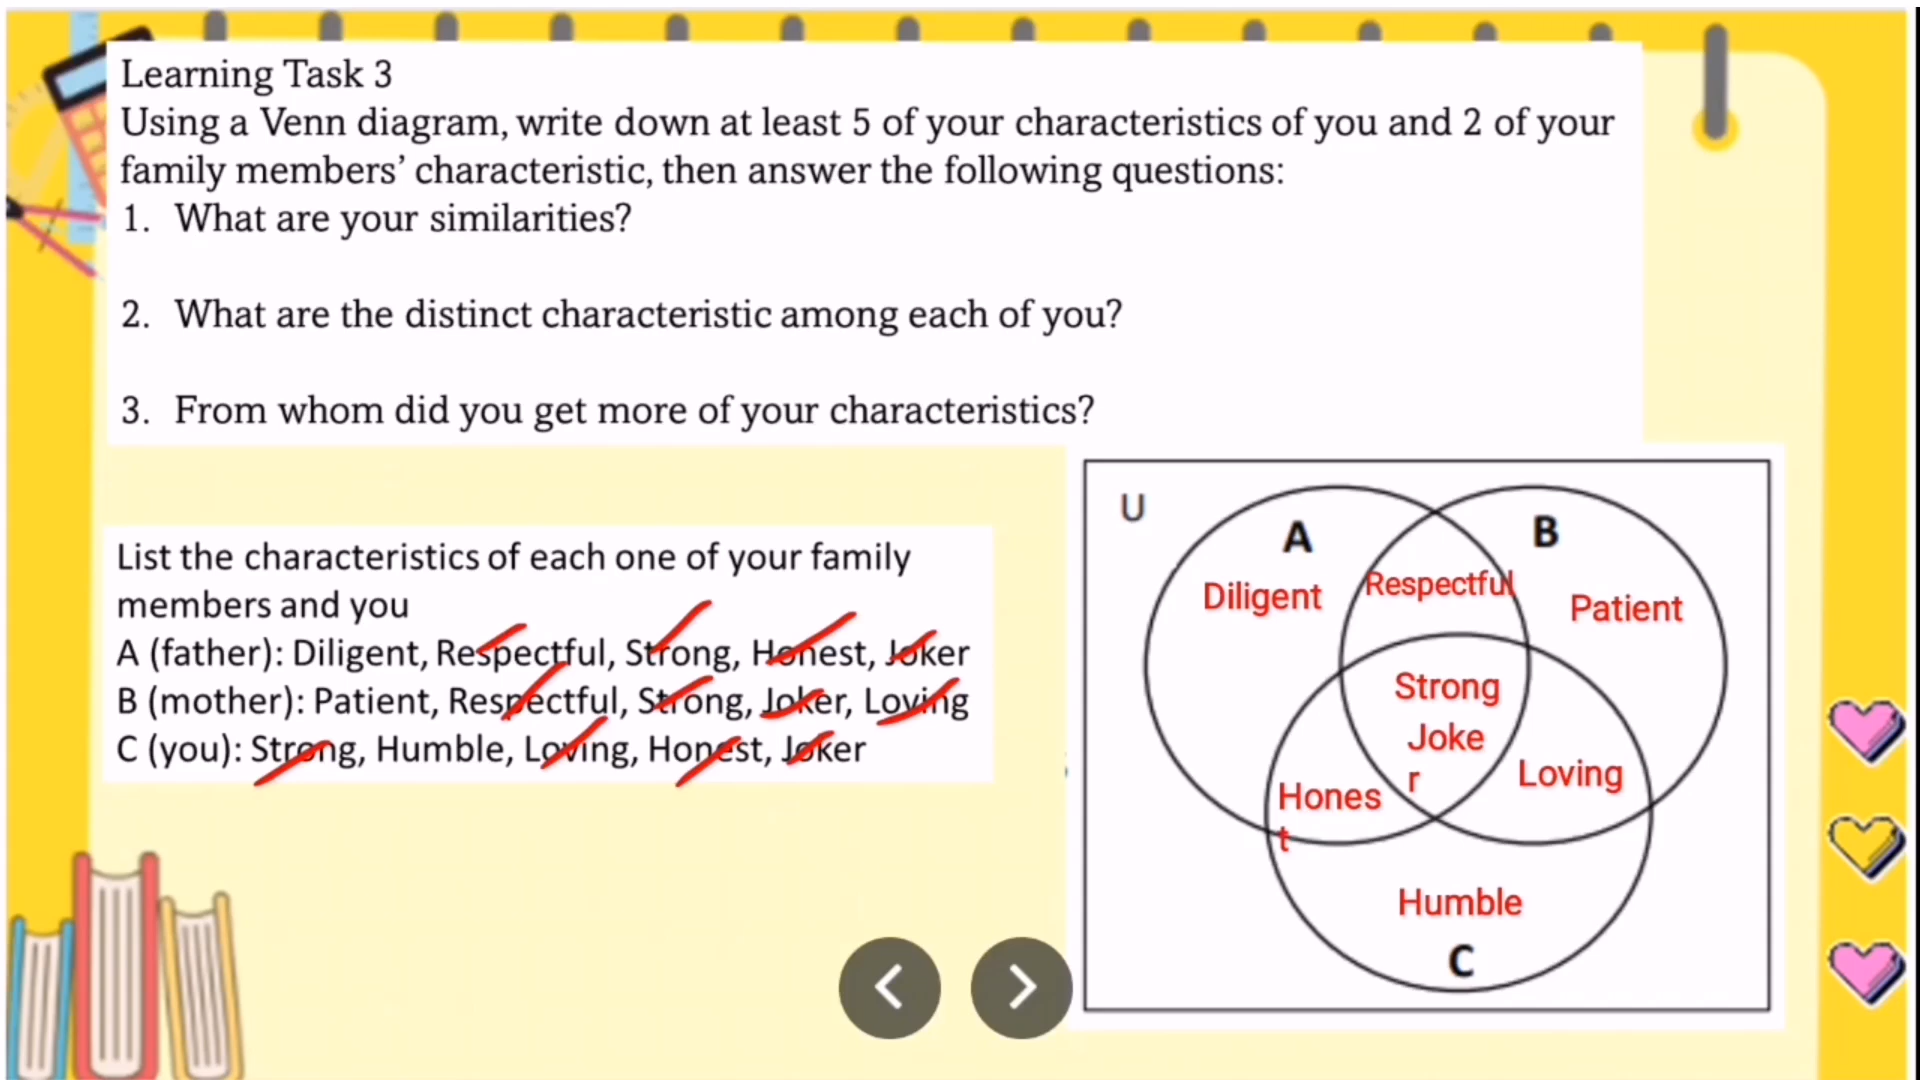 Learning Task 3
Using a Venn diagram, write down at least 5 of your characteristics of you and 2 of your
family members’ characteristic, then answer the following questions:
1. What are your similarities?
2. What are the distinct characteristic among each of you?
3. From whom did you get more of your characteristics?
List the characteristics of each one of your family
members and you
A (father): Diligent, Respectful, Strong, Honest, Joker
B (mother): Patient, Respectful, Strong, Joker, Loving
C (you): Strong, Humble, Loving, Honest, Joker
U
A
B
Diligent
Respectful
Patient
Strong
Joke
r
Loving
Hones
t
Humble
C